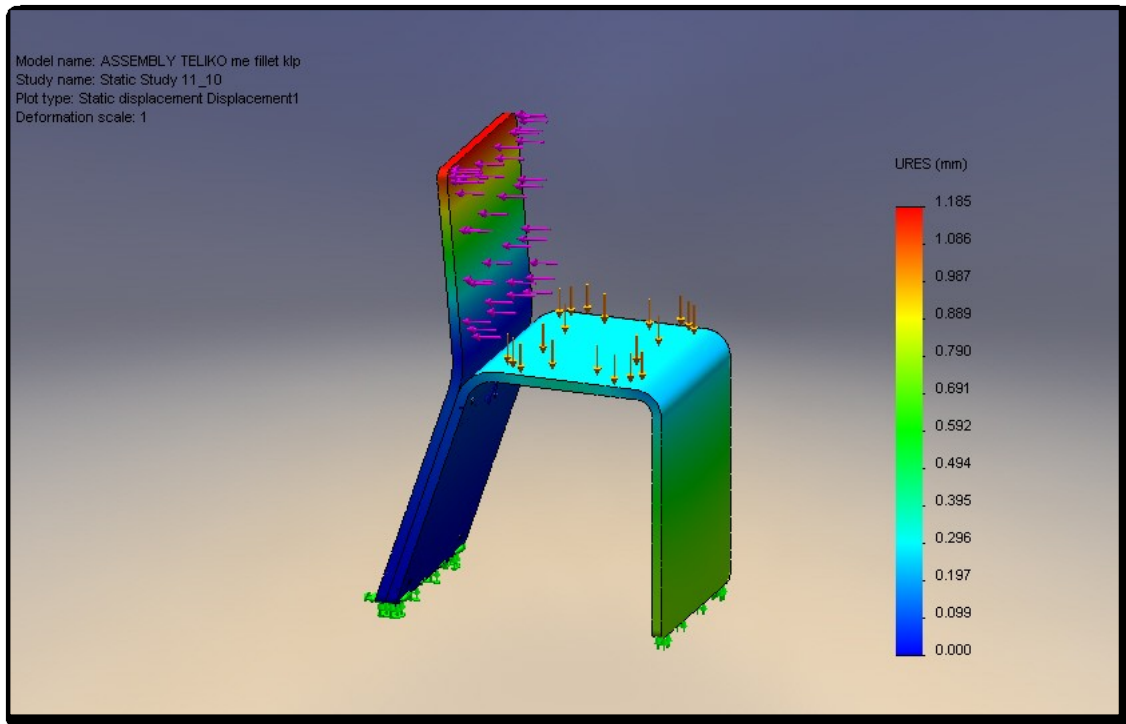 Model name: ASSEMBLY TELIKO me fillet klp
Study name: Static Study 11_10
Plot type: Static displacement Displacement1
Deformation scale: 1
URES (mm)
1.185
1.086
0.987
0.889
0.790
0.691
0.592
0.494
0.395
0.296
0.197
0.099
0.000